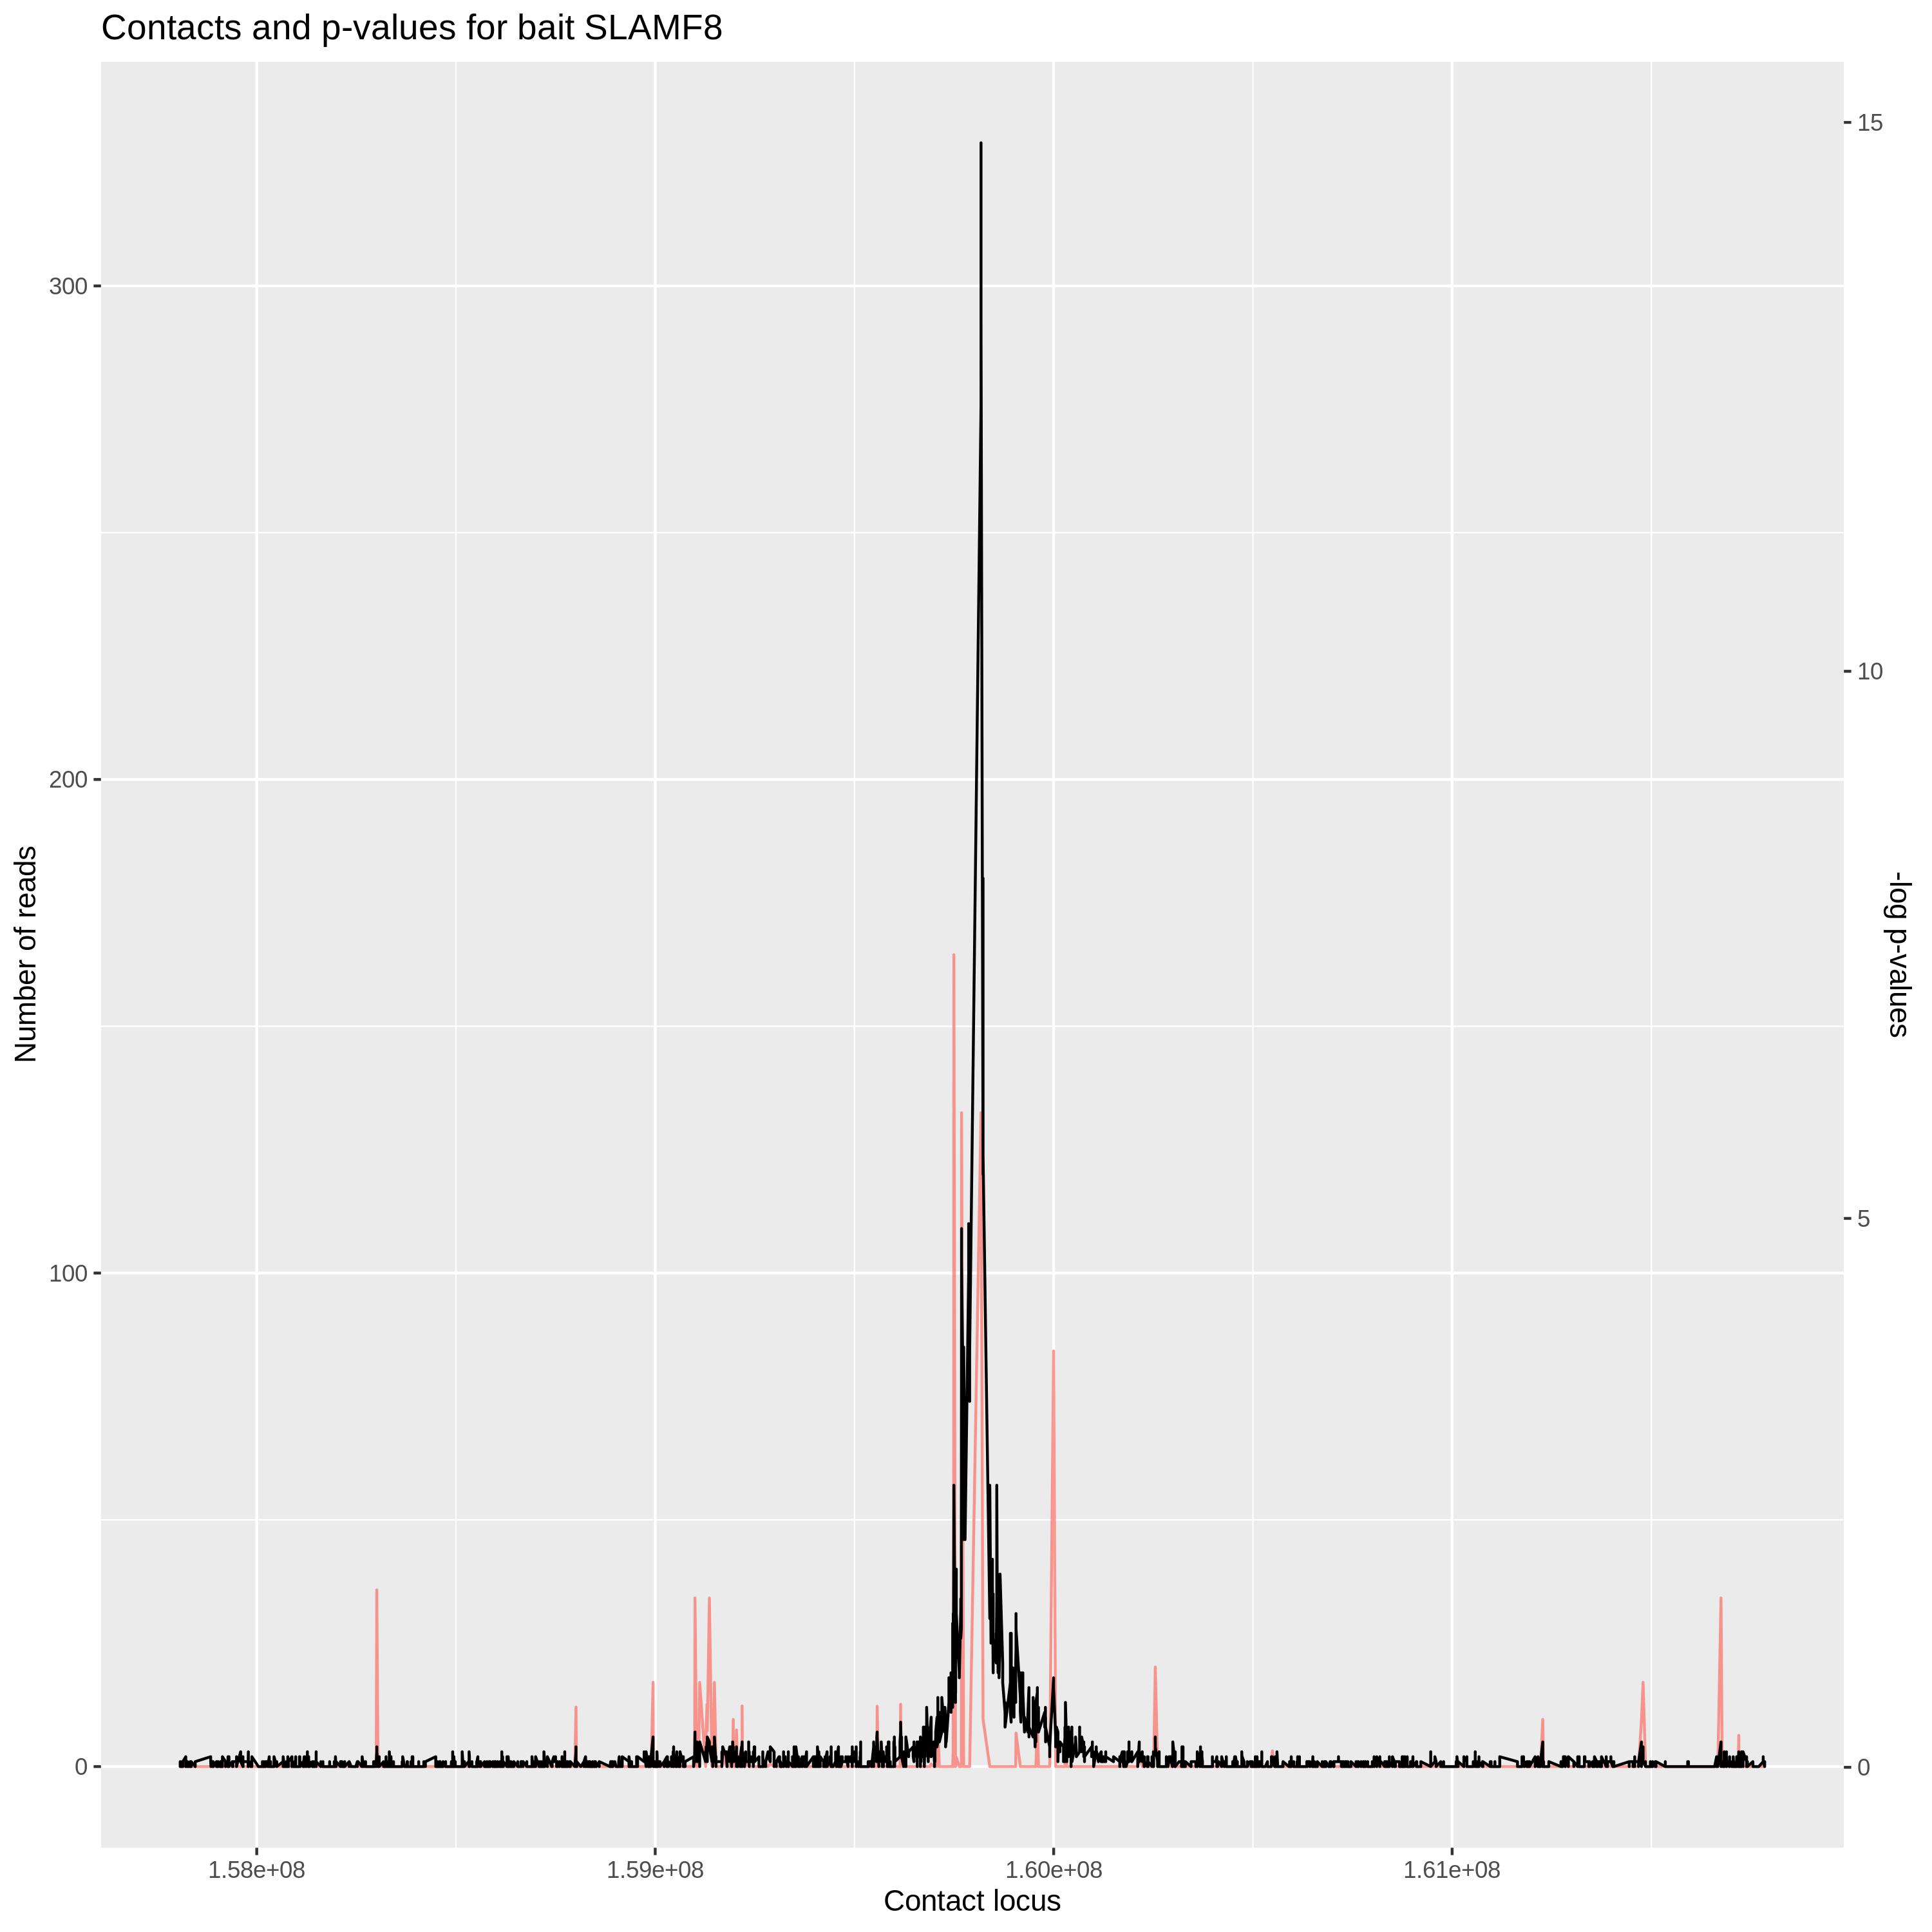 Contacts and p-values for bait SLAMF8
15
300
10
200
Number of reads
-log p-values
5
100
0
0
1.58e+08
1.59e+08
1.60e+08
1.61e+08
Contact locus